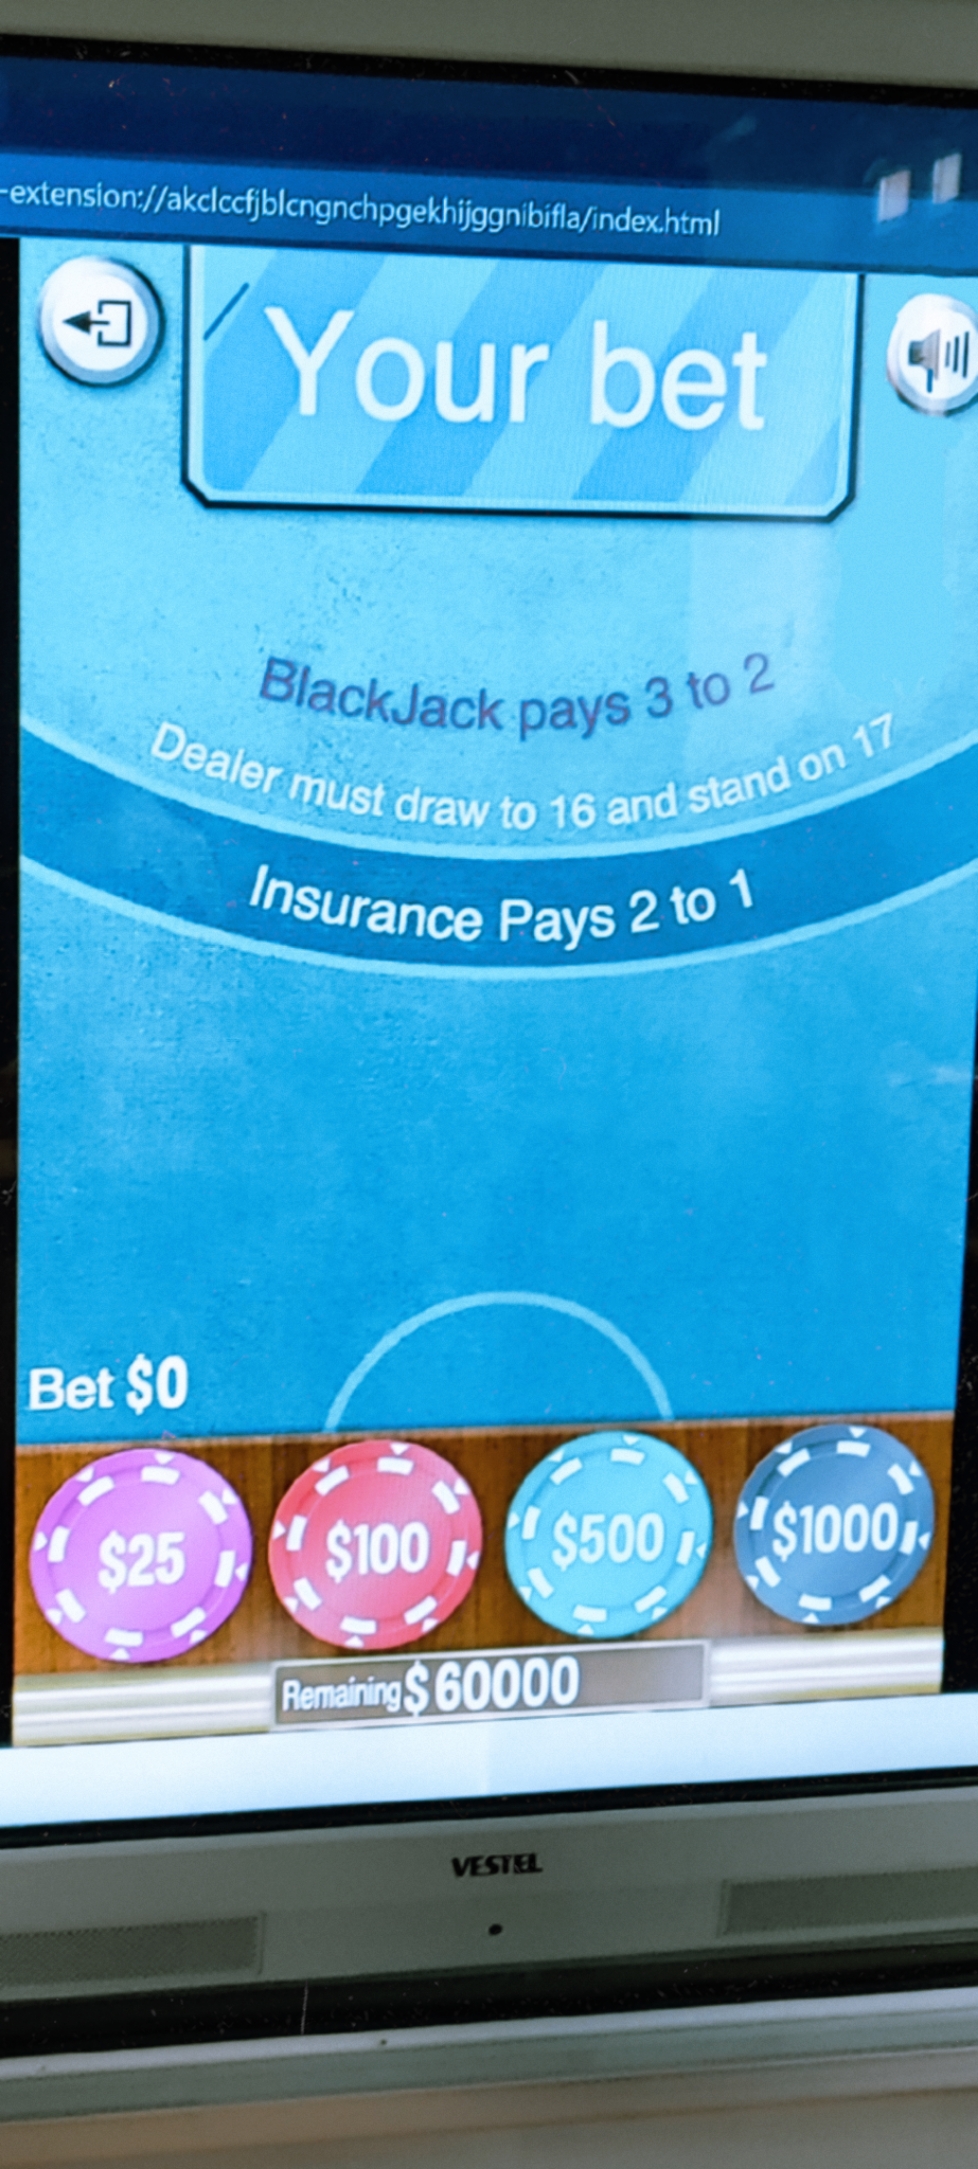 -extension://akclccfjblcngnchpgekhijggnibifla/index.html
Your bet
BlackJack pays 3 to 2
Dealer must draw to 16 and stand on 17
Insurance Pays 2 to 1
Bet $0
$25 $100 $500 $1000
Remaining $ 60000
VESTEL